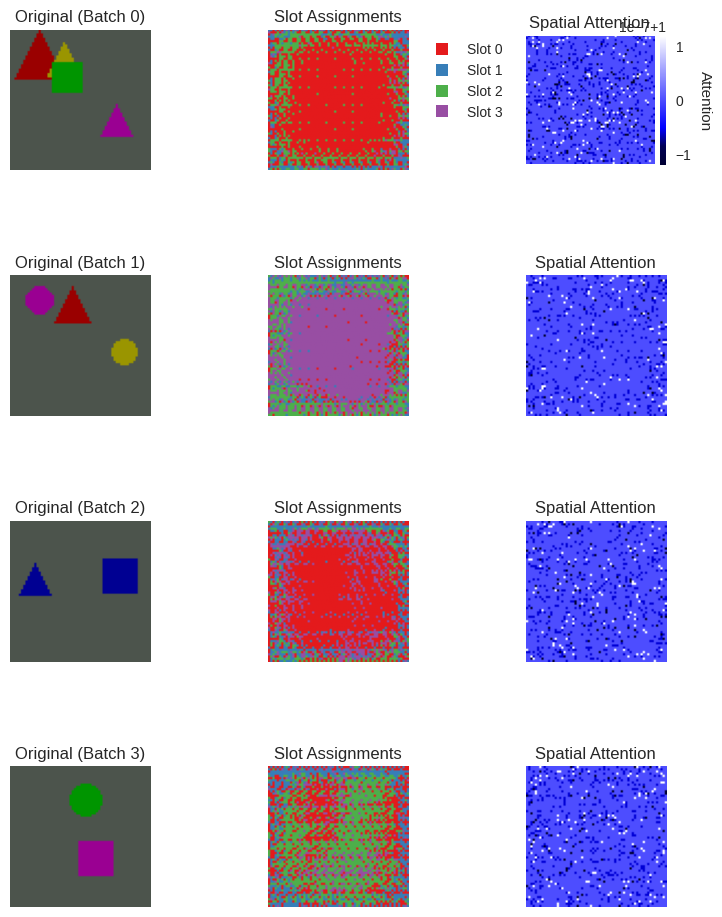 Original (Batch 0)
Slot Assignments
Spatial Attention
1e−7+1
Slot 0
Slot 1
Slot 2
Slot 3
1
0
−1
Attention
Original (Batch 1)
Slot Assignments
Spatial Attention
Original (Batch 2)
Slot Assignments
Spatial Attention
Original (Batch 3)
Slot Assignments
Spatial Attention